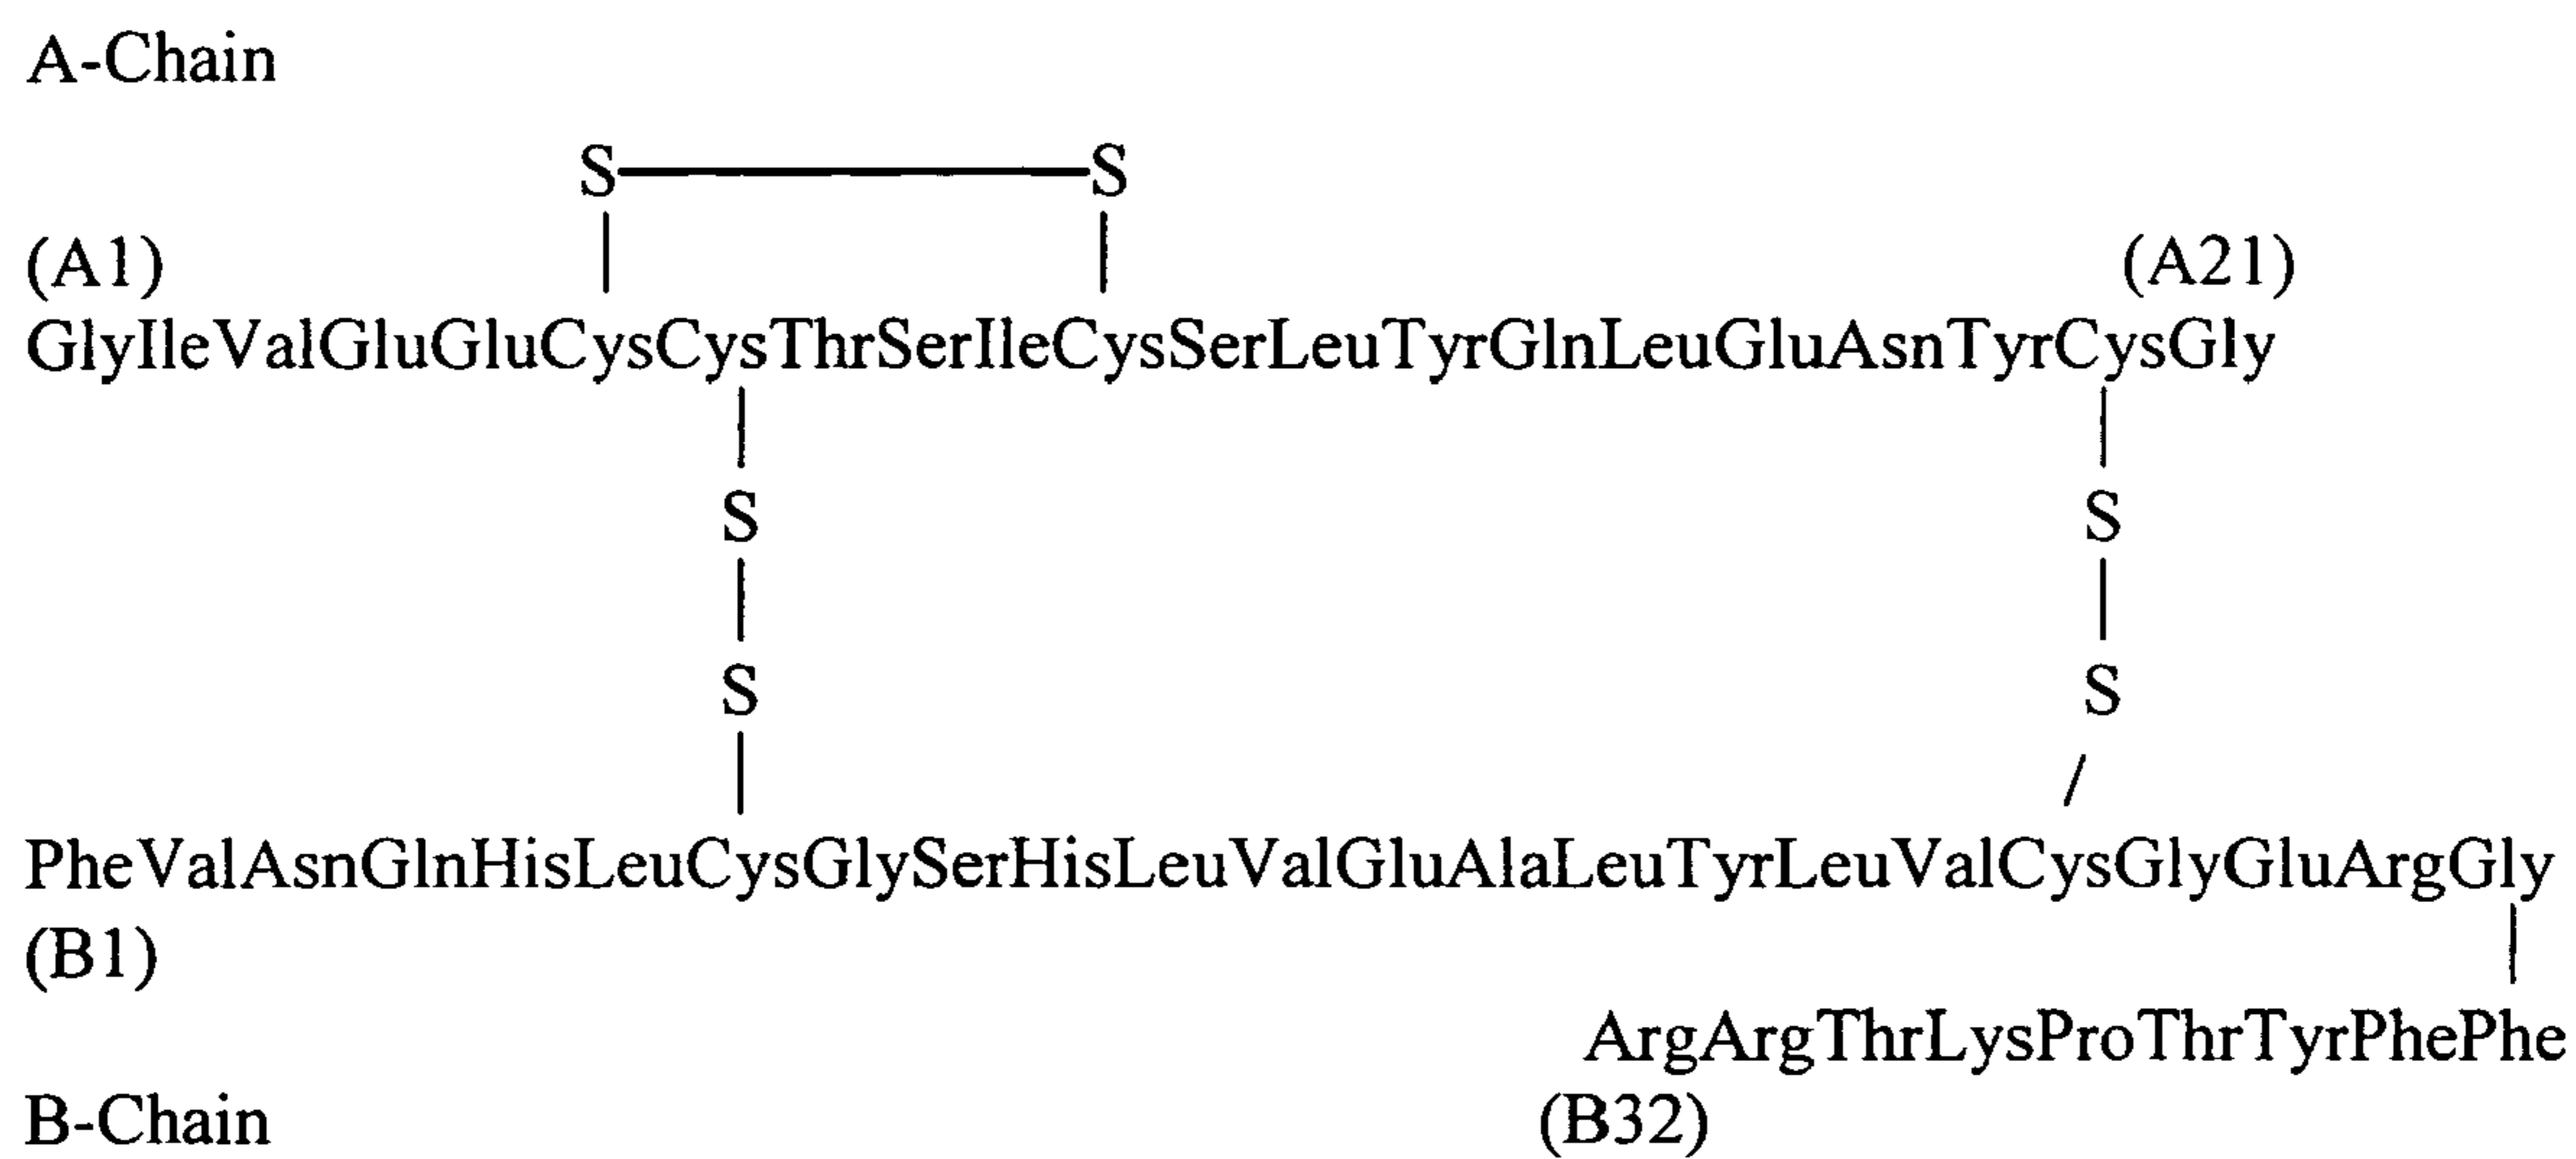 A-Chain
S S
(A1) (A21)
GlyIleValGluGluCysCysThrSerIleCysSerLeuTyrGlnLeuGluAsnTyrCysGly
S S
S S
PheValAsnGlnHisLeuCysGlySerHisLeuValGluAlaLeuTyrLeuValCysGlyGluArgGly
(B1)
ArgArgThrLysProThrTyrPhePhe
B-Chain (B32)